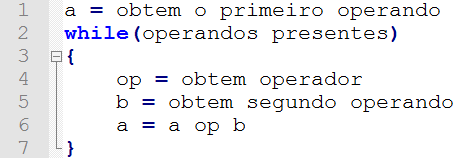 1 a = obtem o primeiro operando
2 while(operandos presentes)
3 {
4 op = obtem operador
5 b = obtem segundo operando
6 a = a op b
7 }